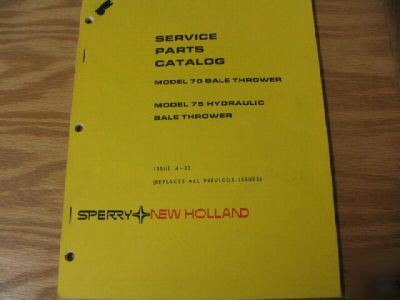 SERVICE
PARTS
CATALOG
MODEL 70 BALE THROWER
MODEL 75 HYDRAULIC
BALE THROWER
ISSUE
(REPLACES ALL PREVIOUS ISSUES)
SPERRY NEW HOLLAND